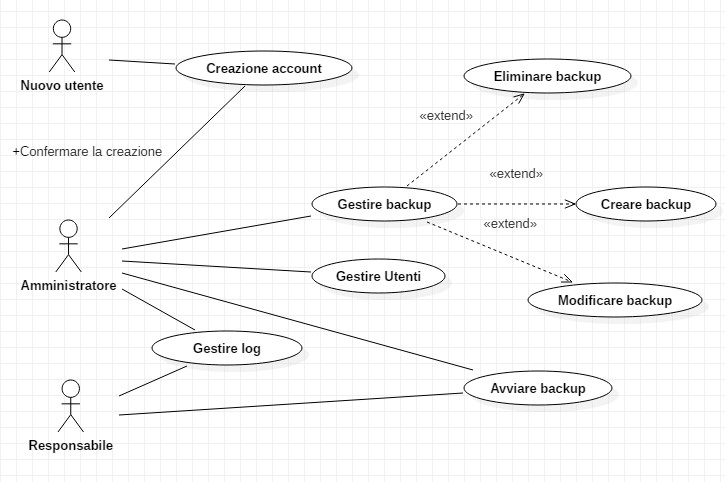 Nuovo utente
Creazione account
Eliminare backup
«extend»
+Confermare la creazione
«extend»
Gestire backup
Creare backup
«extend»
Amministratore
Gestire Utenti
Modificare backup
Gestire log
Avviare backup
Responsabile